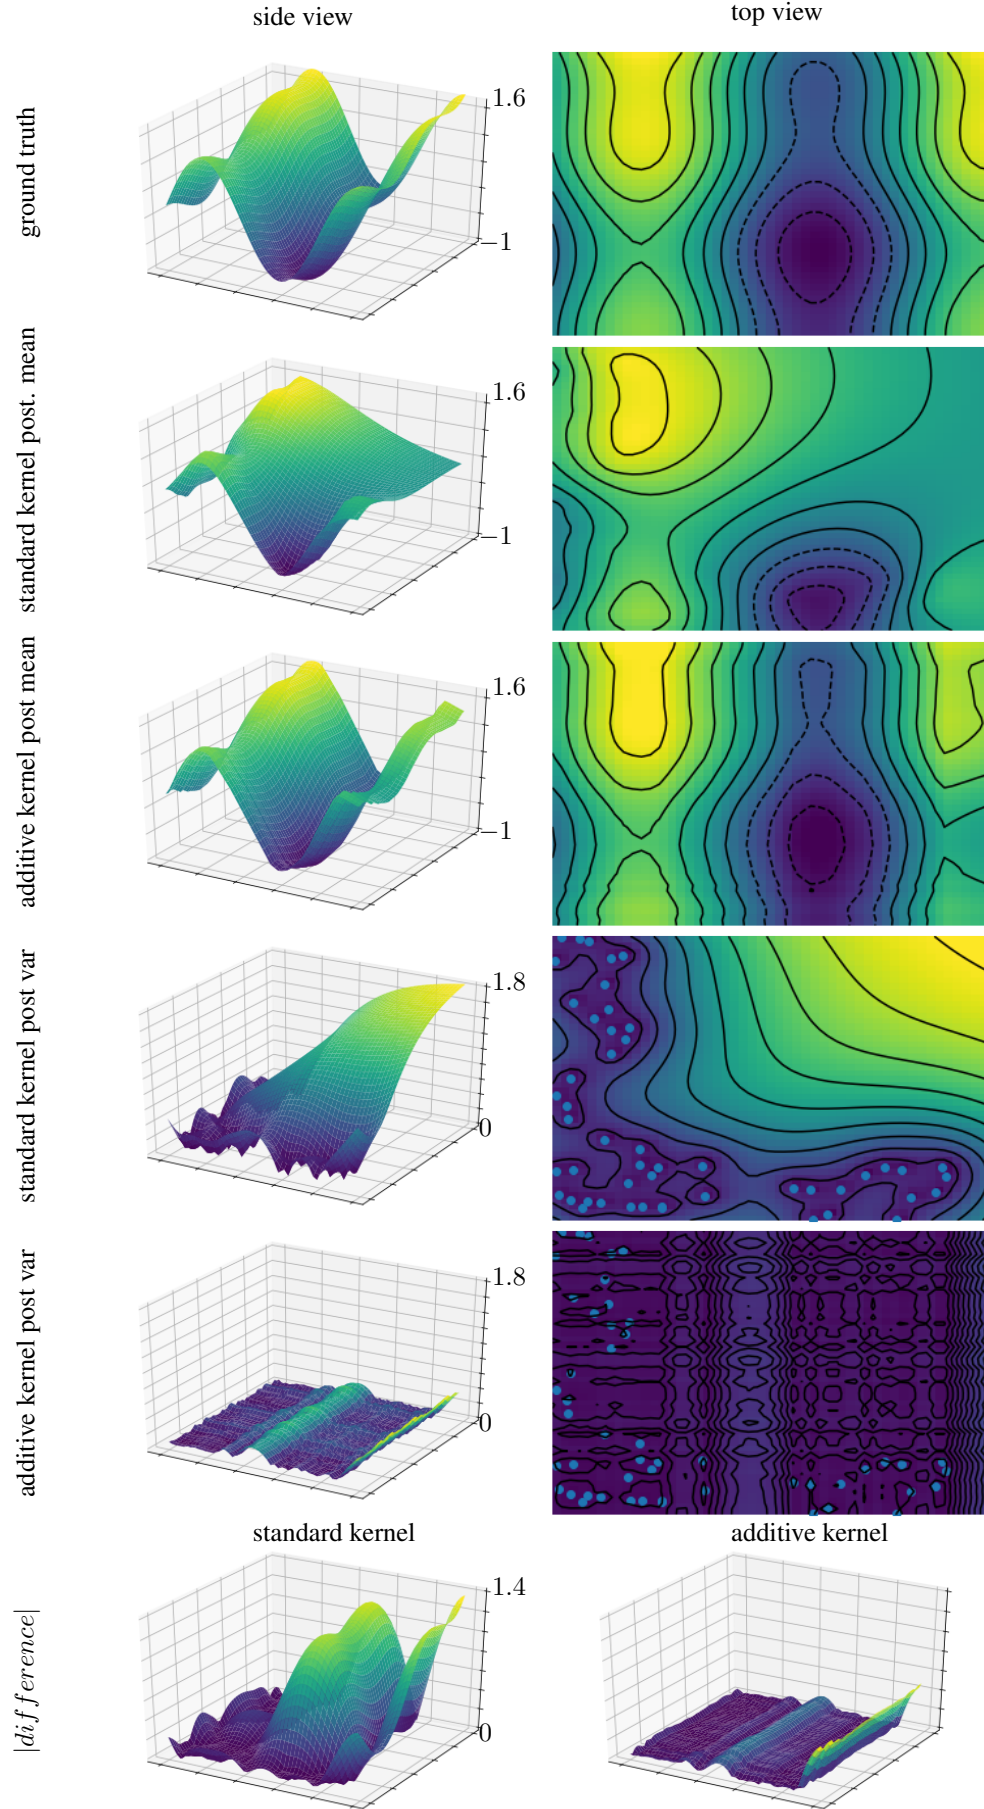 side view
top view
ground truth
1.6
−1
standard kernel post. mean
1.6
−1
additive kernel post mean
1.6
−1
standard kernel post var
1.8
0
additive kernel post var
1.8
0
standard kernel
additive kernel
|difference|
1.4
0